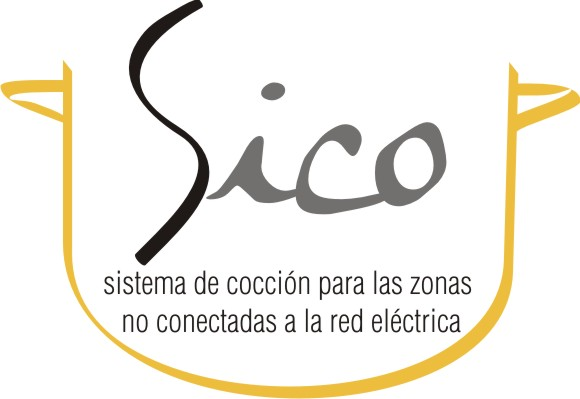 Sico
sistema de cocción para las zonas
no conectadas a la red eléctrica